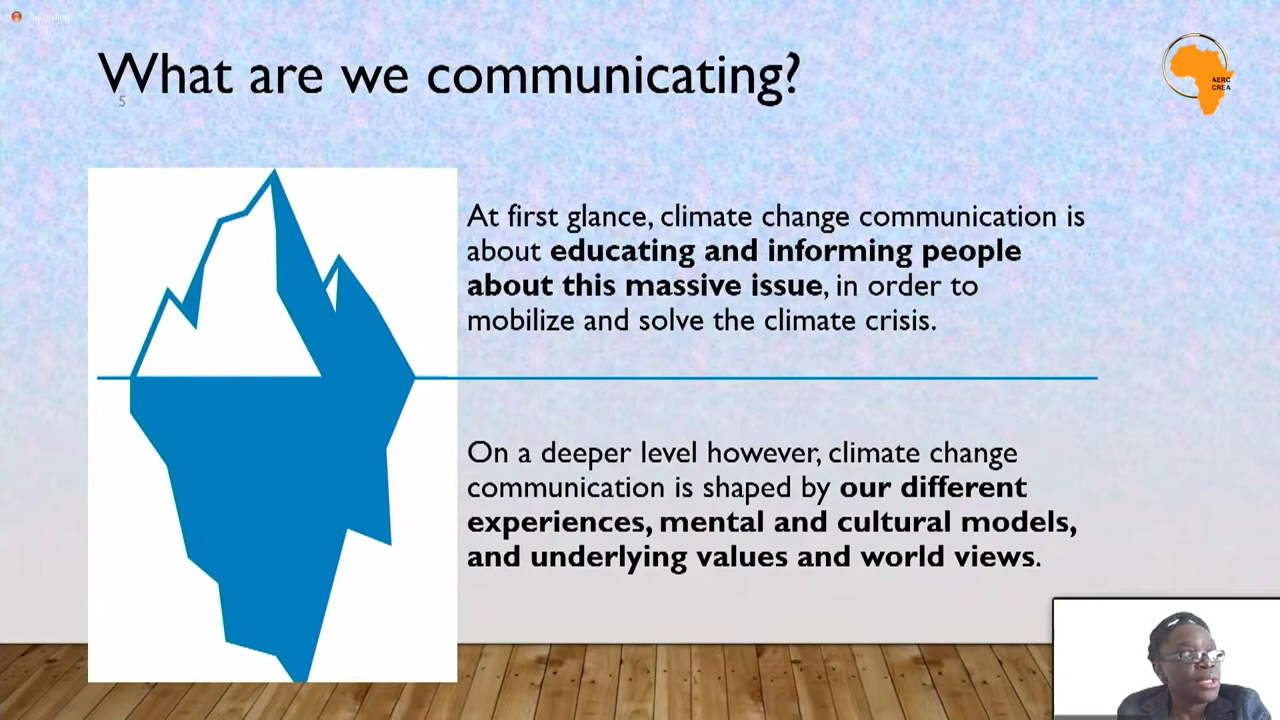 Recording
What are we communicating?
5
AERC
CREA
At first glance, climate change communication is
about educating and informing people
about this massive issue, in order to
mobilize and solve the climate crisis.
On a deeper level however, climate change
communication is shaped by our different
experiences, mental and cultural models,
and underlying values and world views.